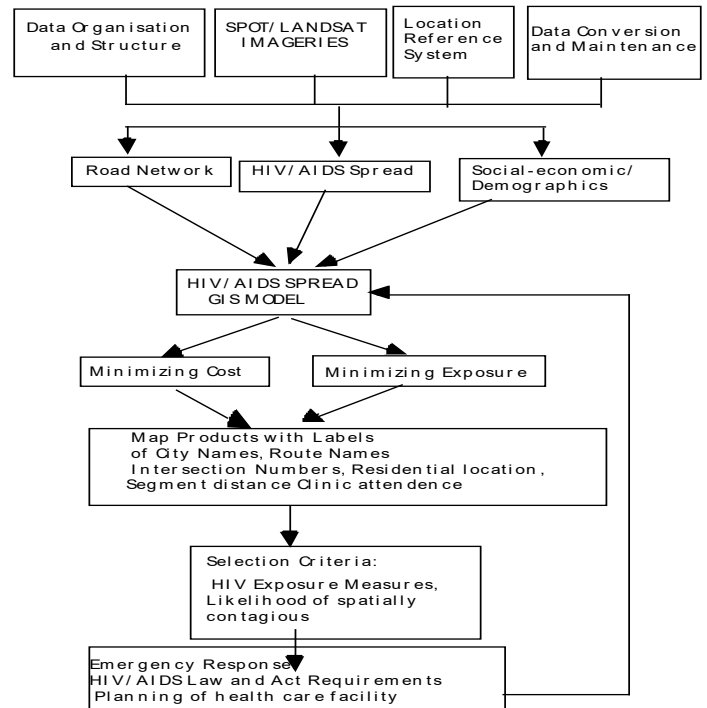 Data Organisation
and Structure
SPOT/ LANDSAT
IMAGERIES
Location
Reference
System
Data Conversion
and Maintenance
Road Network
HIV/ AIDS Spread
Social-economic/
Demographics
HIV/ AIDS SPREAD
GIS MODEL
Minimizing Cost
Minimizing Exposure
Map Products with Labels
of City Names, Route Names
Intersection Numbers, Residential location,
Segment distance Clinic attendence
Selection Criteria:
HIV Exposure Measures,
Likelihood of spatially
contagious
Emergency Response
HIV/ AIDS Law and Act Requirements
Planning of health care facility